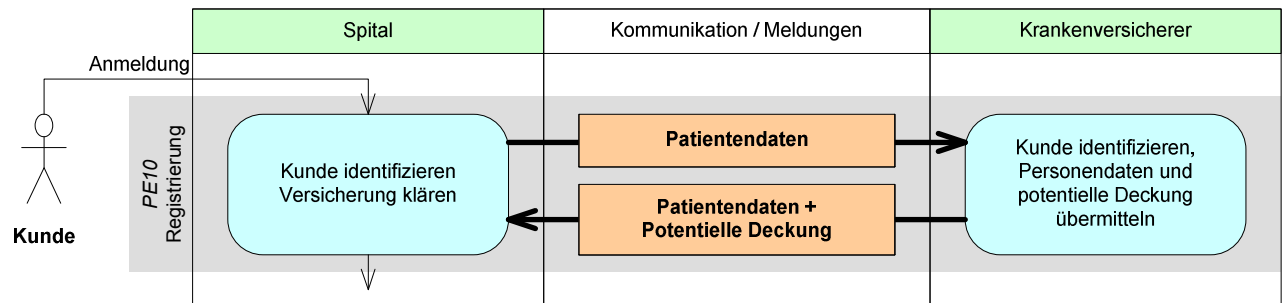 Spital
Kommunikation / Meldungen
Krankenversicherer
Anmeldung
Kunde
PE10
Registrierung
Kunde identifizieren
Versicherung klären
Patientendaten
Patientendaten +
Potentielle Deckung
Kunde identifizieren,
Personendaten und
potentielle Deckung
übermitteln